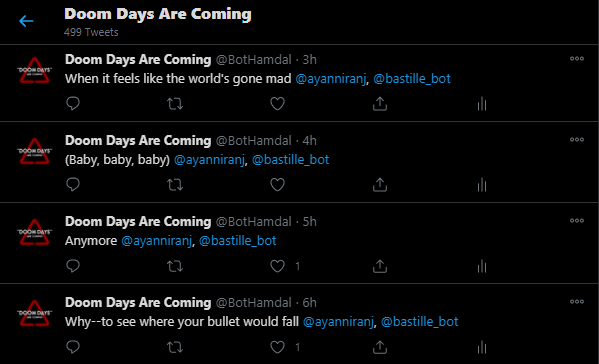 Doom Days Are Coming
499 Tweets
Doom Days Are Coming @BotHamdal · 3h
When it feels like the world's gone mad @ayanniranj, @bastille_bot
Doom Days Are Coming @BotHamdal · 4h
(Baby, baby, baby) @ayanniranj, @bastille_bot
Doom Days Are Coming @BotHamdal · 5h
Anymore @ayanniranj, @bastille_bot
1
Doom Days Are Coming @BotHamdal · 6h
Why--to see where your bullet would fall @ayanniranj, @bastille_bot
1
"DOOM DAYS"
ARE COMING
"DOOM DAYS"
ARE COMING
"DOOM DAYS"
ARE COMING
"DOOM DAYS"
ARE COMING